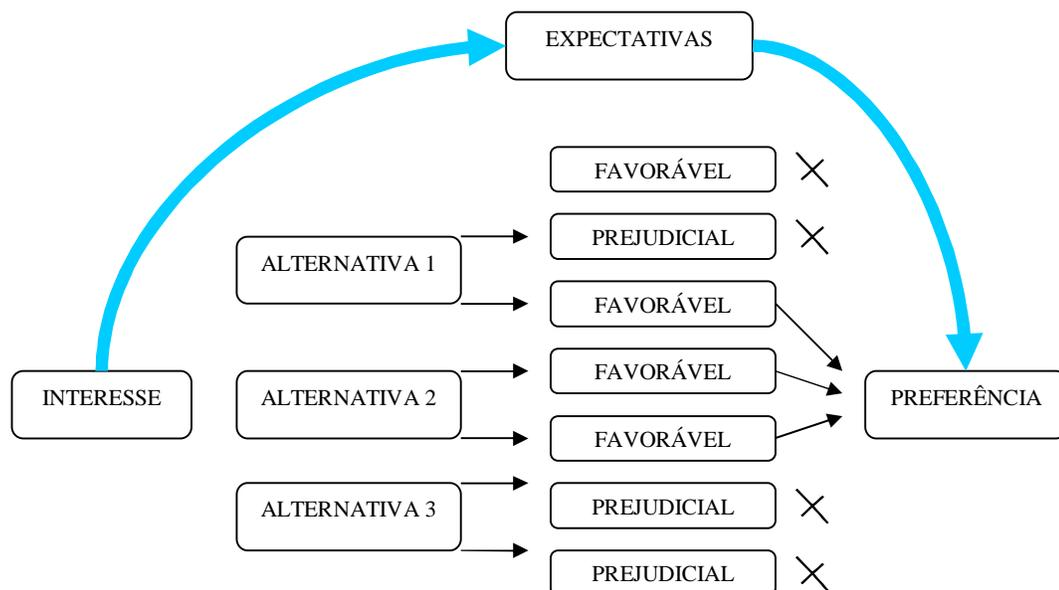 EXPECTATIVAS
FAVORÁVEL
PREJUDICIAL
ALTERNATIVA 1
FAVORÁVEL
FAVORÁVEL
INTERESSE
ALTERNATIVA 2
PREFERÊNCIA
FAVORÁVEL
ALTERNATIVA 3
PREJUDICIAL
PREJUDICIAL